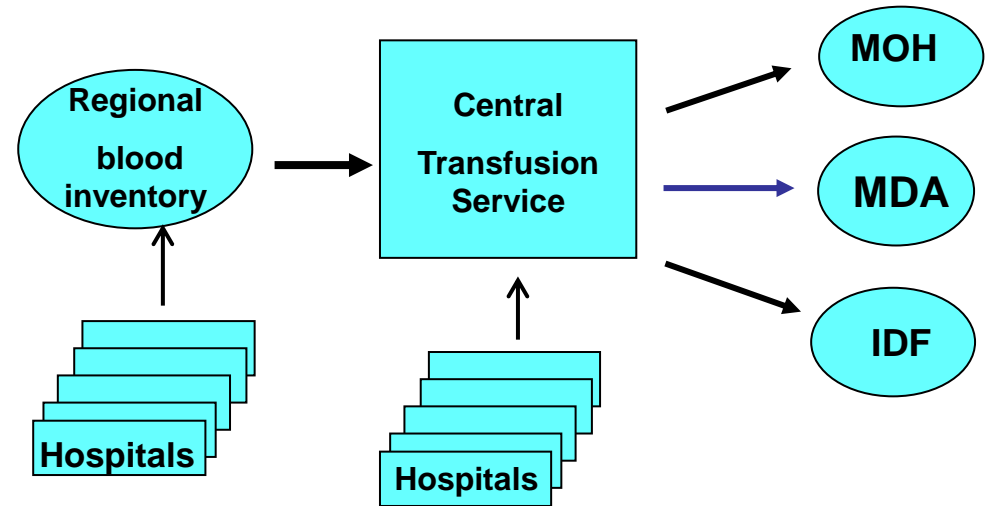 Regional
blood
inventory
Central
Transfusion
Service
MOH
MDA
IDF
Hospitals
Hospitals